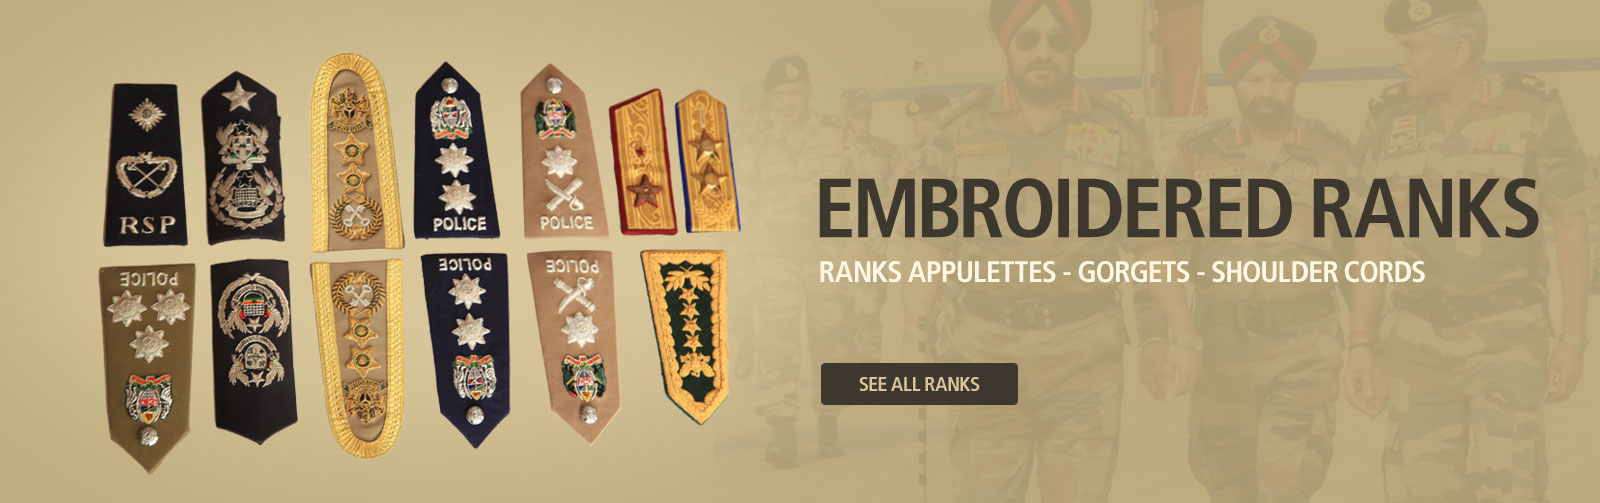 EMBROIDERED RANKS
RANKS APPULETTES - GORGETS - SHOULDER CORDS
SEE ALL RANKS
RSP
POLICE
POLICE
POLICE
POLICE
POLICE